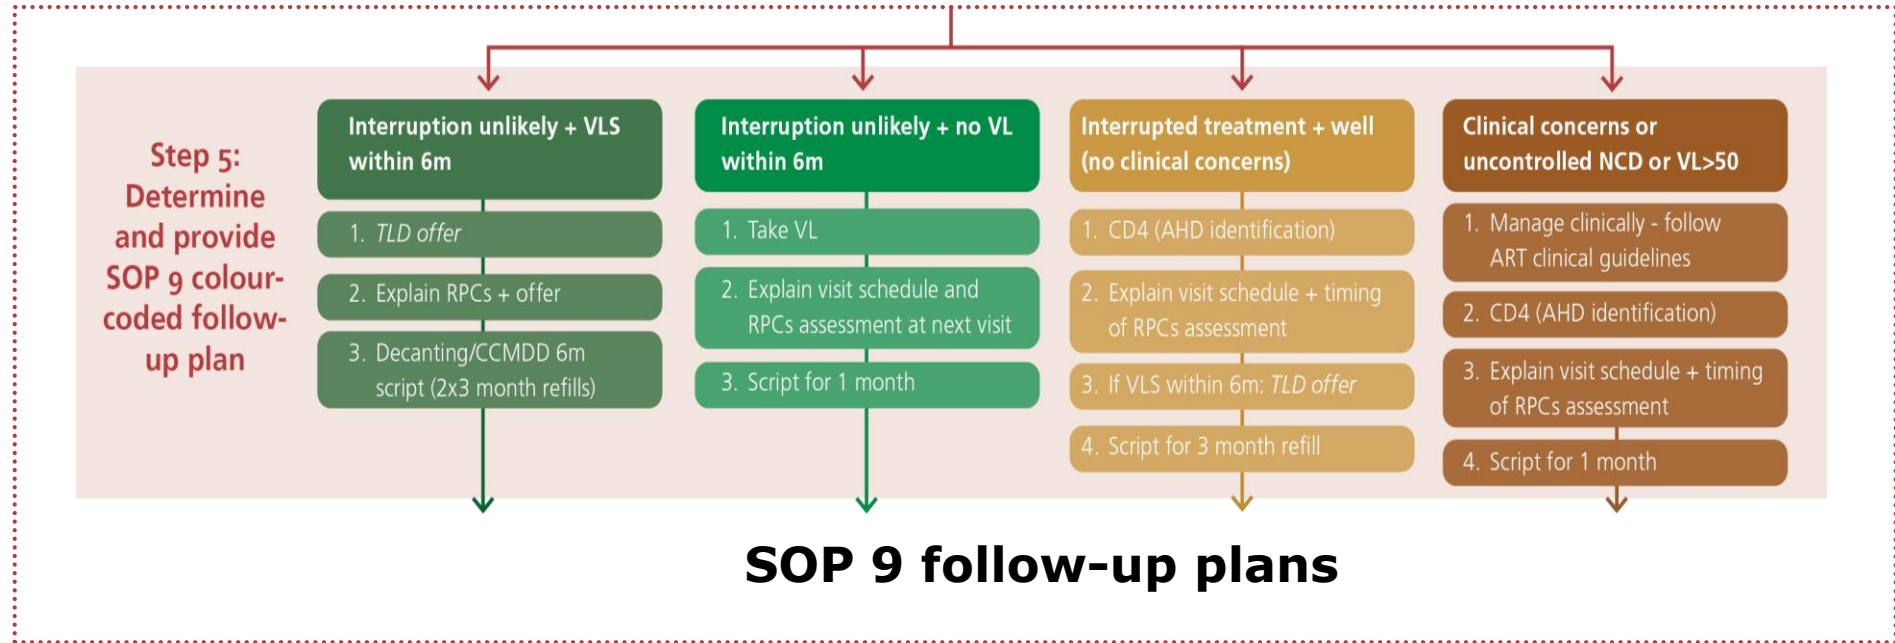 Step 5:
Determine
and provide
SOP 9 colour-
coded follow-
up plan
Interruption unlikely + VLS
within 6m
1. TLD offer
2. Explain RPCs + offer
3. Decanting/CCMDD 6m
script (2x3 month refills)
Interruption unlikely + no VL
within 6m
1. Take VL
2. Explain visit schedule and
RPCs assessment at next visit
3. Script for 1 month
Interrupted treatment + well
(no clinical concerns)
1. CD4 (AHD identification)
2. Explain visit schedule + timing
of RPCs assessment
3. If VLS within 6m: TLD offer
4. Script for 3 month refill
Clinical concerns or
uncontrolled NCD or VL>50
1. Manage clinically - follow
ART clinical guidelines
2. CD4 (AHD identification)
3. Explain visit schedule + timing
of RPCs assessment
4. Script for 1 month
SOP 9 follow-up plans